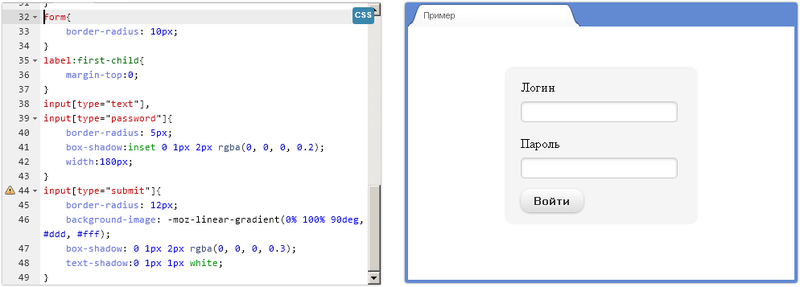 31 }
32 form{
CSS
33 border-radius: 10px;
34 }
35 label:first-child{
36 margin-top:0;
37 }
38 input[type="text"],
39 input[type="password"]{
40 border-radius: 5px;
41 box-shadow:inset 0 1px 2px rgba(0, 0, 0, 0.2);
42 width:180px;
43 }
44 input[type="submit"]{
45 border-radius: 12px;
46 background-image: -moz-linear-gradient(0% 100% 90deg,
#ddd, #fff);
47 box-shadow: 0 1px 2px rgba(0, 0, 0, 0.3);
48 text-shadow:0 1px 1px white;
49 }
Пример
Логин
Пароль
Войти